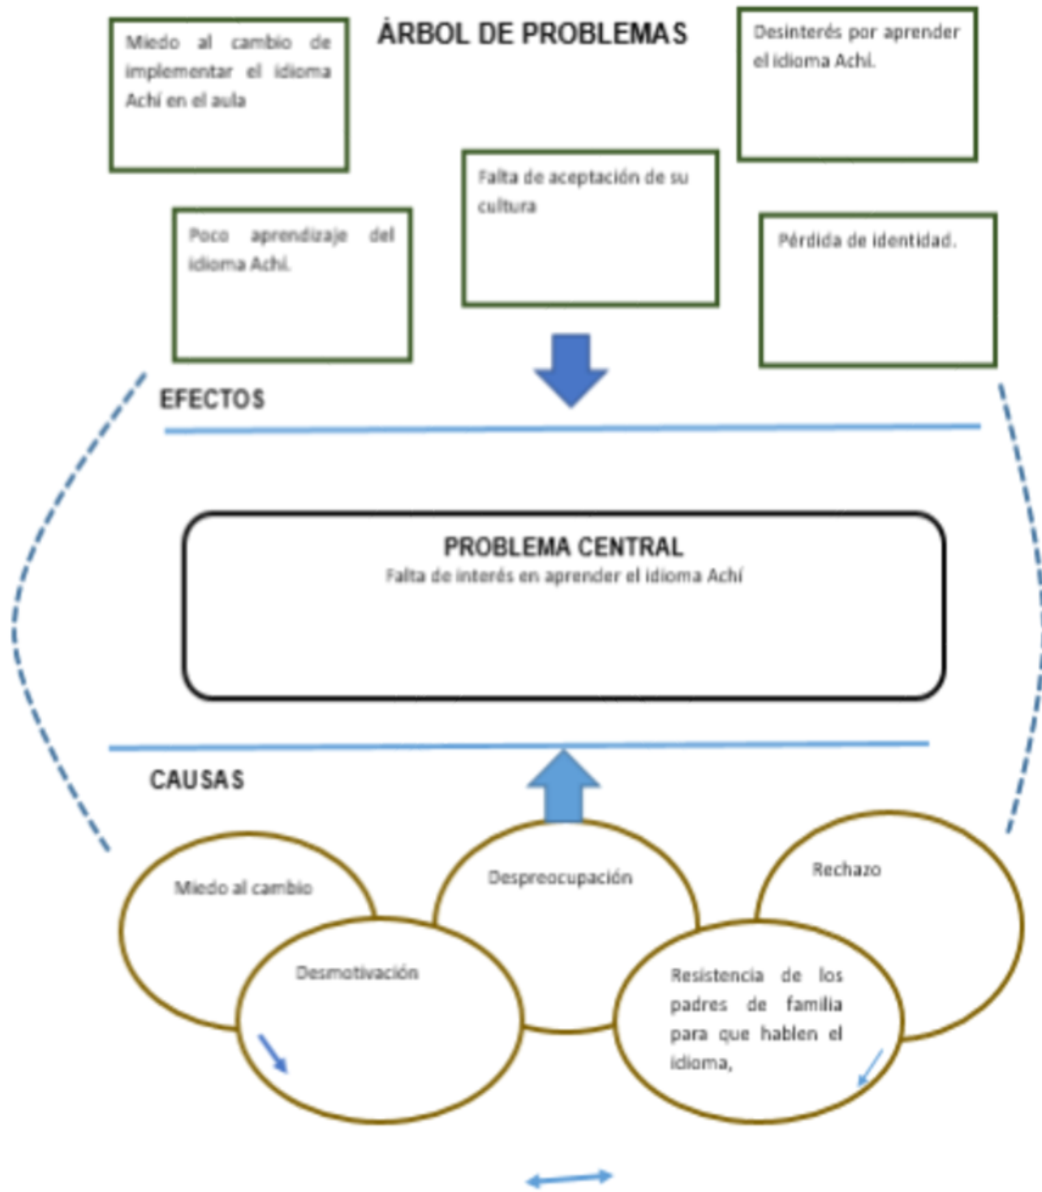 ÁRBOL DE PROBLEMAS
Miedo al cambio de
implementar el idioma
Achí en el aula
Desinterés por aprender
el idioma Achí.
Falta de aceptación de su
cultura
Poco aprendizaje del
idioma Achí.
Pérdida de identidad.
EFECTOS
PROBLEMA CENTRAL
Falta de interés en aprender el idioma Achí
CAUSAS
Miedo al cambio
Despreocupación
Rechazo
Desmotivación
Resistencia de los
padres de familia
para que hablen el
idioma,